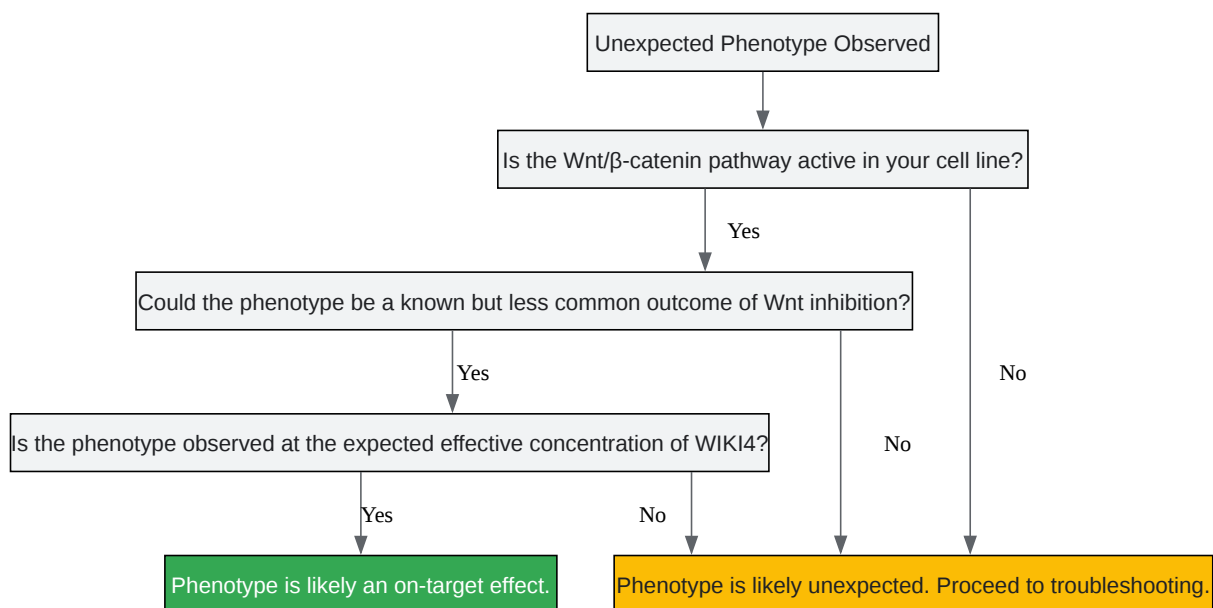 Unexpected Phenotype Observed
Is the Wnt/β-catenin pathway active in your cell line?
Yes
Could the phenotype be a known but less common outcome of Wnt inhibition?
Yes
No
Is the phenotype observed at the expected effective concentration of WIKI4?
No
Yes
No
Phenotype is likely an on-target effect.
Phenotype is likely unexpected. Proceed to troubleshooting.